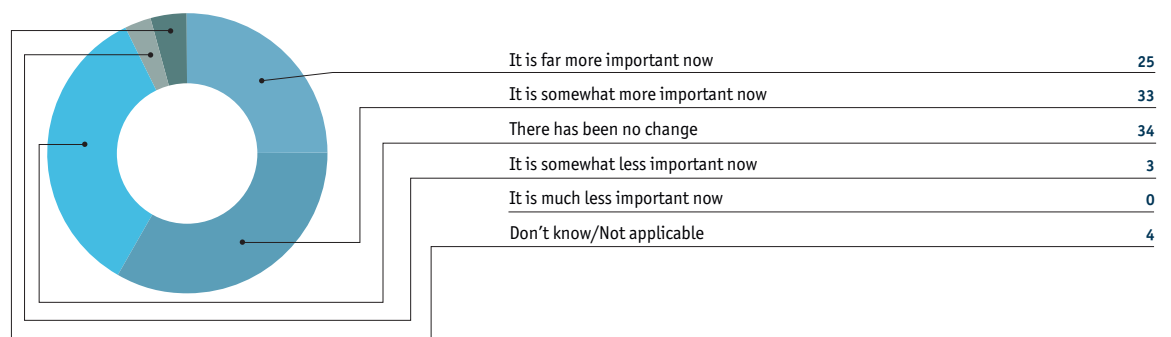 It is far more important now 25
It is somewhat more important now 33
There has been no change 34
It is somewhat less important now 3
It is much less important now 0
Don’t know/Not applicable 4